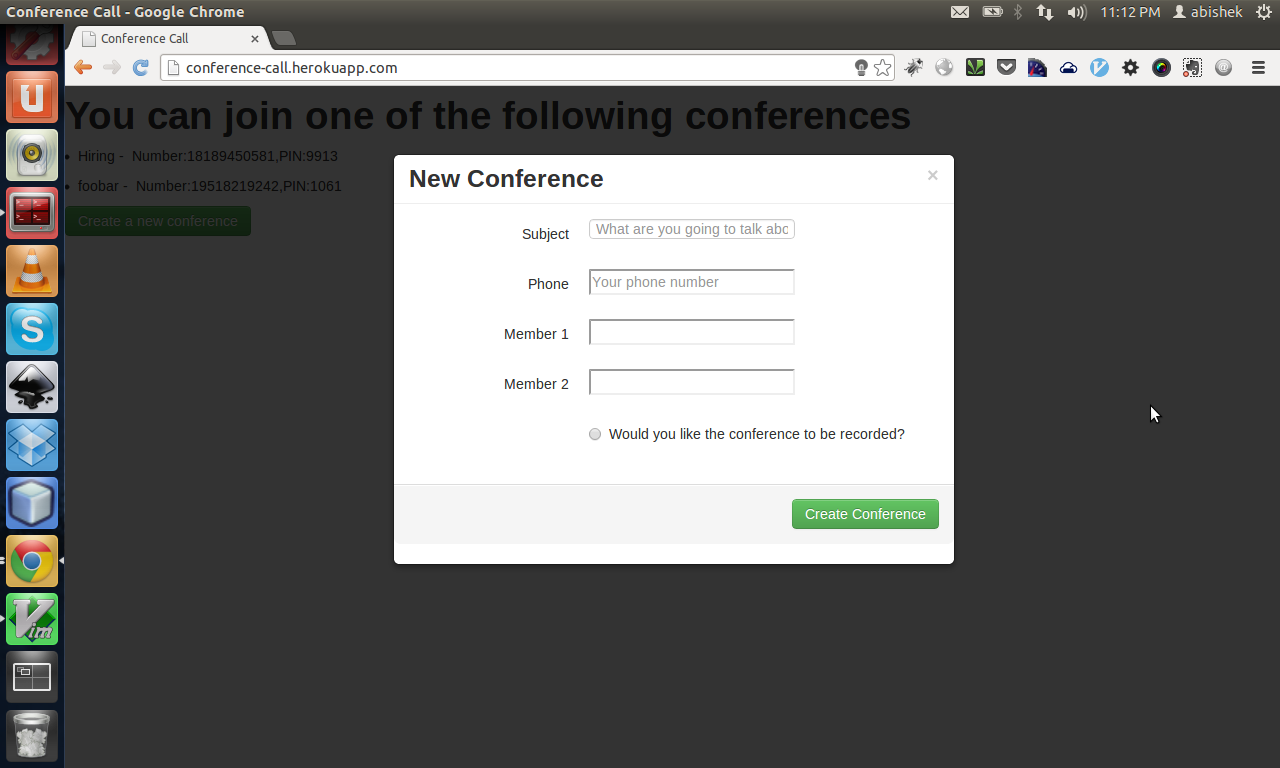 Conference Call - Google Chrome
11:12 PM abishek
Conference Call
conference-call.herokuapp.com
You can join one of the following conferences
Hiring - Number:18189450581,PIN:9913
foobar - Number:19518219242,PIN:1061
Create a new conference
New Conference ×
Subject What are you going to talk abo
Phone Your phone number
Member 1
Member 2
Would you like the conference to be recorded?
Create Conference
U
S
Vim